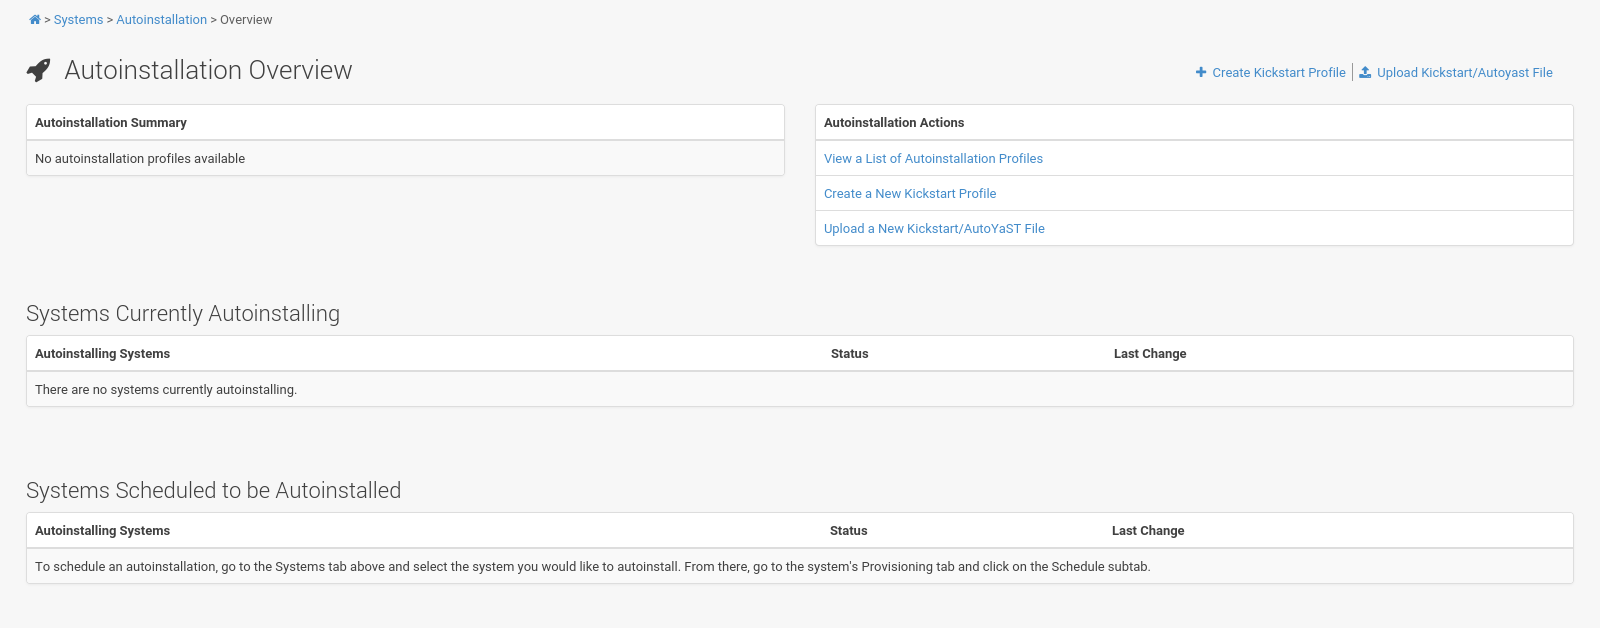 > Systems > Autoinstallation > Overview
Autoinstallation Overview
Create Kickstart Profile | Upload Kickstart/Autoyast File
Autoinstallation Summary
No autoinstallation profiles available
Autoinstallation Actions
View a List of Autoinstallation Profiles
Create a New Kickstart Profile
Upload a New Kickstart/AutoYaST File
Systems Currently Autoinstalling
Autoinstalling Systems Status Last Change
There are no systems currently autoinstalling.
Systems Scheduled to be Autoinstalled
Autoinstalling Systems Status Last Change
To schedule an autoinstallation, go to the Systems tab above and select the system you would like to autoinstall. From there, go to the system's Provisioning tab and click on the Schedule subtab.